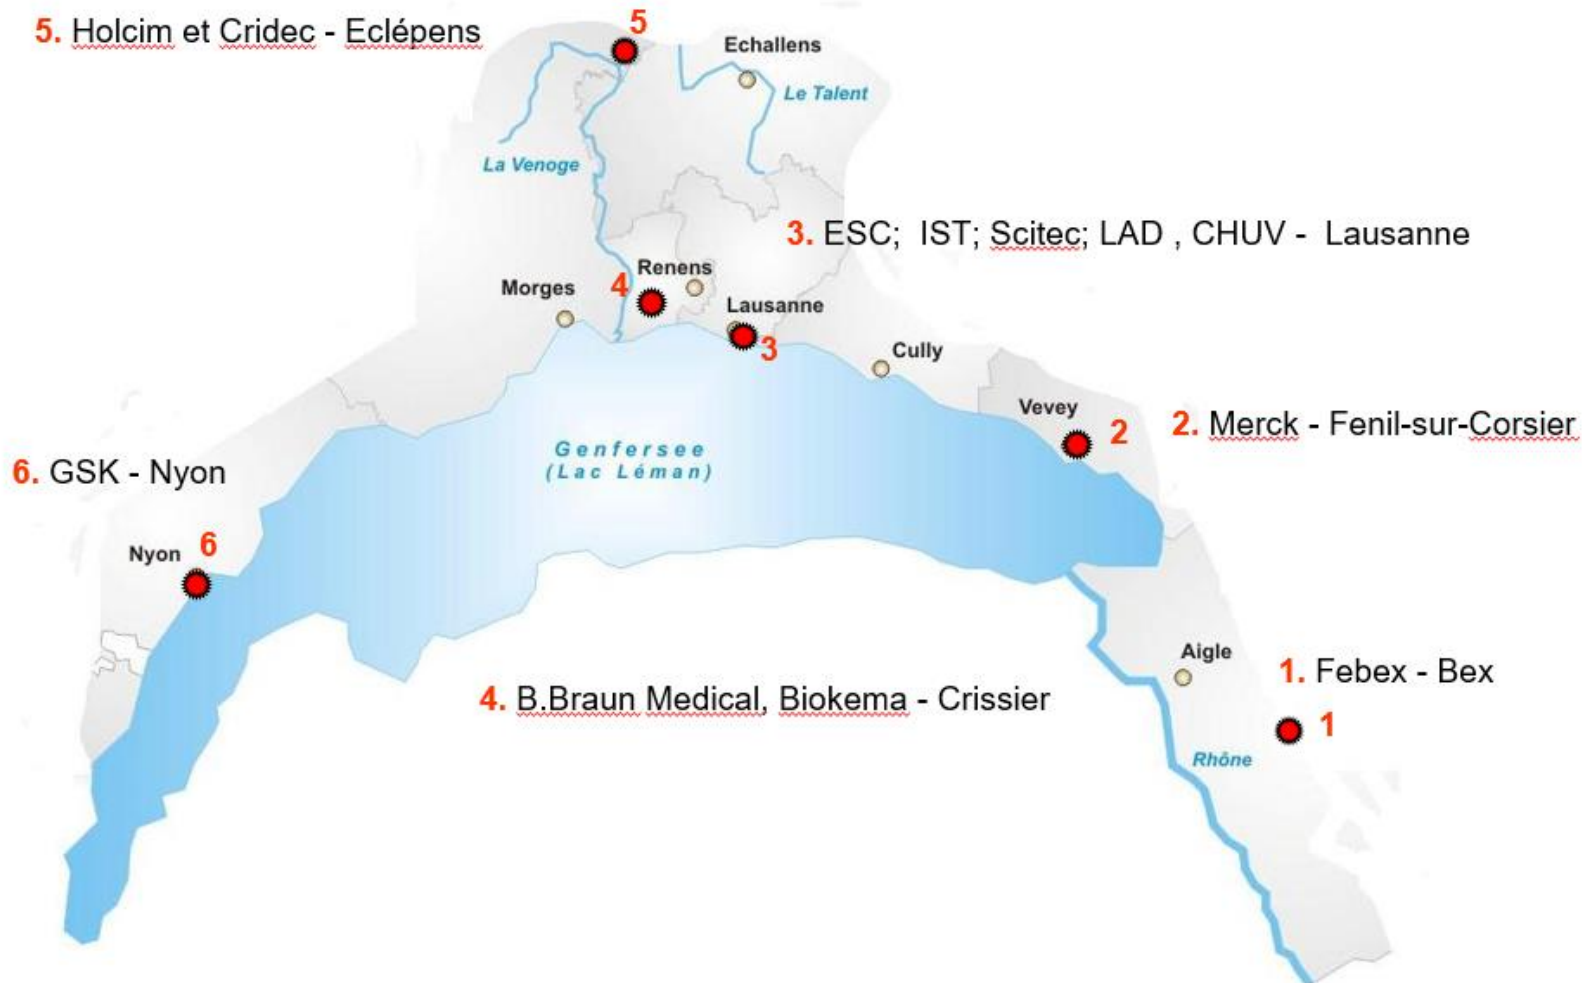 5. Holcim et Cridec - Eclépens
5
Echallens
Le Talent
La Venoge
3. ESC; IST; Scitec; LAD , CHUV - Lausanne
Renens
4
Morges
Lausanne
3
Cully
Vevey
2
2. Merck - Fenil-sur-Corsier
Genfersee
(Lac Léman)
6. GSK - Nyon
Nyon
6
Aigle
1. Febex - Bex
4. B.Braun Medical, Biokema - Crissier
1
Rhône